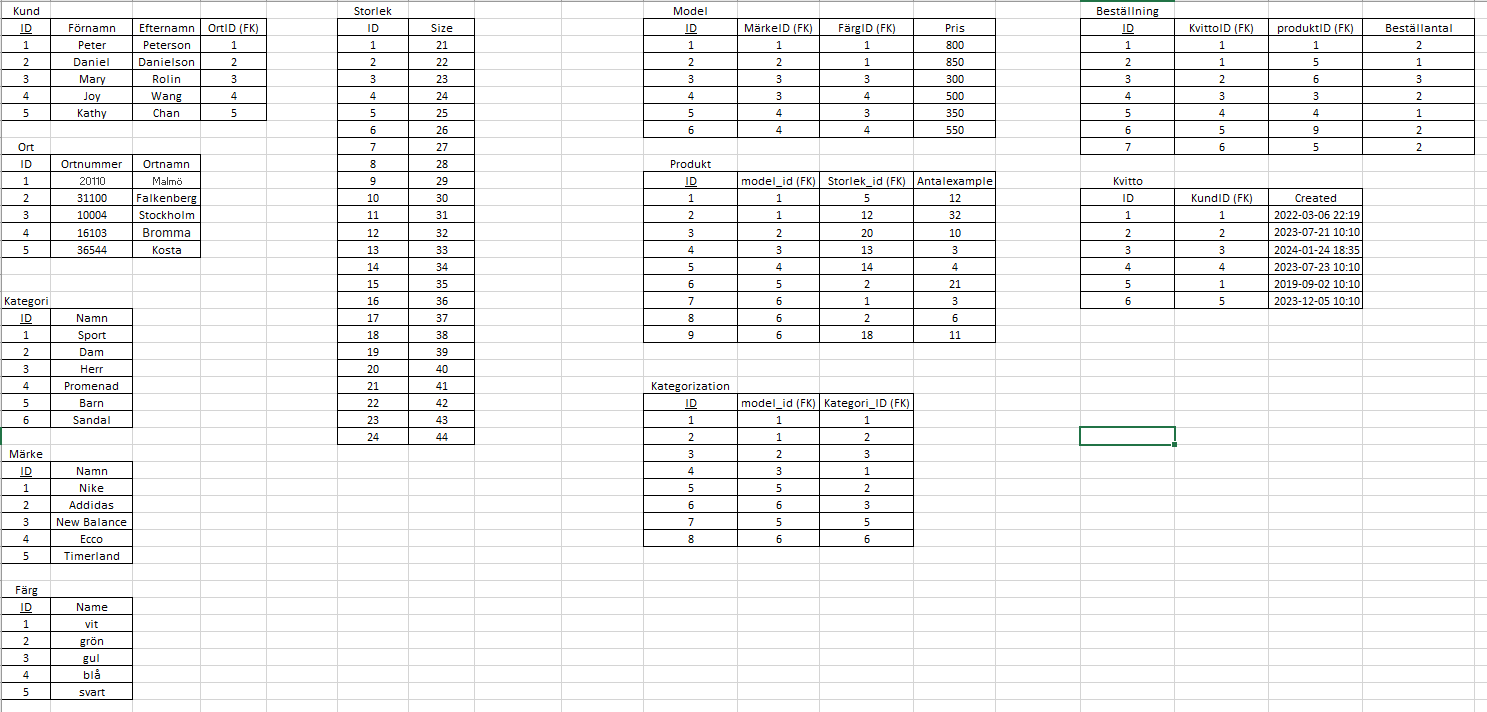 Kund
ID Förnamn Efternamn OrtID (FK)
1 Peter Peterson 1
2 Daniel Danielson 2
3 Mary Rolin 3
4 Joy Wang 4
5 Kathy Chan 5
Ort
ID Ortnummer Ortnamn
1 20110 Malmö
2 31100 Falkenberg
3 10004 Stockholm
4 16103 Bromma
5 36544 Kosta
Kategori
ID Namn
1 Sport
2 Dam
3 Herr
4 Promenad
5 Barn
6 Sandal
Märke
ID Namn
1 Nike
2 Addidas
3 New Balance
4 Ecco
5 Timerland
Färg
ID Name
1 vit
2 grön
3 gul
4 blå
5 svart
Storlek
ID Size
1 21
2 22
3 23
4 24
5 25
6 26
7 27
8 28
9 29
10 30
11 31
12 32
13 33
14 34
15 35
16 36
17 37
18 38
19 39
20 40
21 41
22 42
23 43
24 44
Model
ID MärkeID (FK) FärgID (FK) Pris
1 1 1 800
2 2 1 850
3 3 3 300
4 3 4 500
5 4 3 350
6 4 4 550
Produkt
ID model_id (FK) Storlek_id (FK) Antalexample
1 1 5 12
2 1 12 32
3 2 20 10
4 3 13 3
5 4 14 4
6 5 2 21
7 6 1 3
8 6 2 6
9 6 18 11
Kategorization
ID model_id (FK) Kategori_ID (FK)
1 1 1
2 1 2
3 2 3
4 3 1
5 5 2
6 6 3
7 5 5
8 6 6
Beställning
ID KvittoID (FK) produktID (FK) Beställantal
1 1 1 2
2 1 5 1
3 2 6 3
4 3 3 2
5 4 4 1
6 5 9 2
7 6 5 2
Kvitto
ID KundID (FK) Created
1 1 2022-03-06 22:19
2 2 2023-07-21 10:10
3 3 2024-01-24 18:35
4 4 2023-07-23 10:10
5 1 2019-09-02 10:10
6 5 2023-12-05 10:10